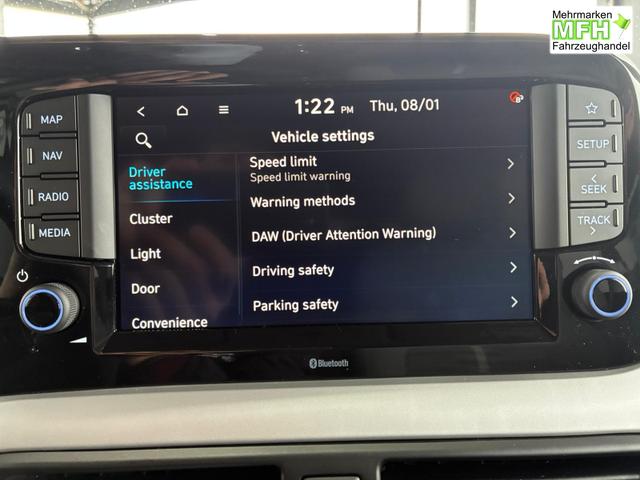 Mehrmarken
MFH
Fahrzeughandel
1:22 PM Thu, 08/01
Vehicle settings
MAP
NAV
RADIO
MEDIA
Driver
assistance
Cluster
Light
Door
Convenience
Speed limit
Speed limit warning
Warning methods
DAW (Driver Attention Warning)
Driving safety
Parking safety
SETUP
SEEK
TRACK
Bluetooth